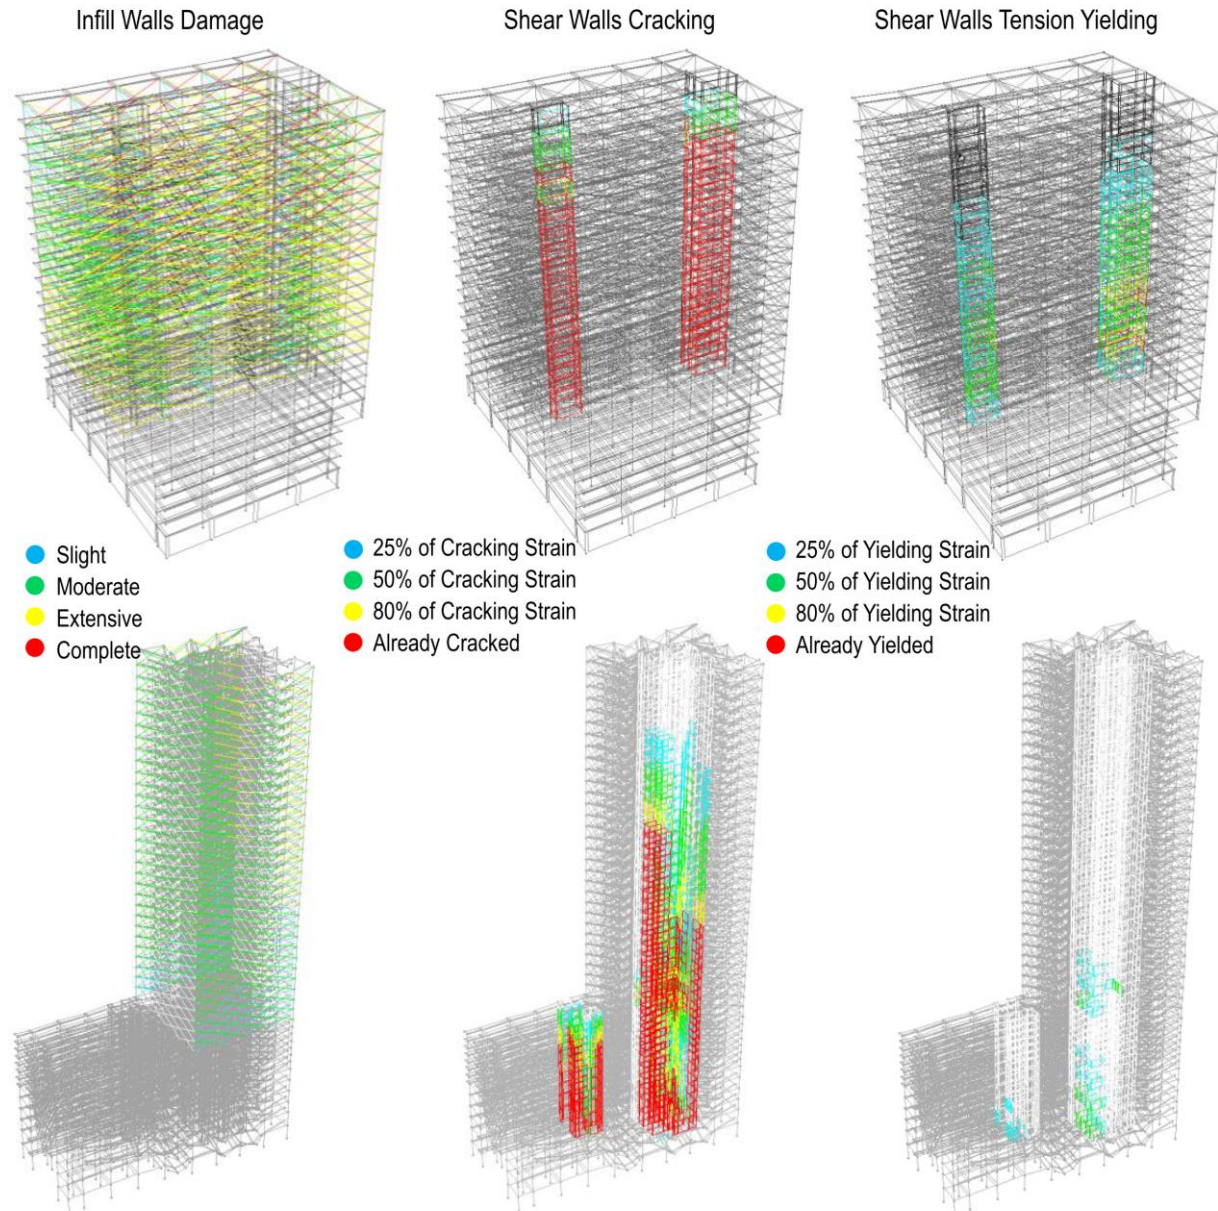 Infill Walls Damage
Shear Walls Cracking
Shear Walls Tension Yielding
Slight
Moderate
Extensive
Complete
25% of Cracking Strain
50% of Cracking Strain
80% of Cracking Strain
Already Cracked
25% of Yielding Strain
50% of Yielding Strain
80% of Yielding Strain
Already Yielded